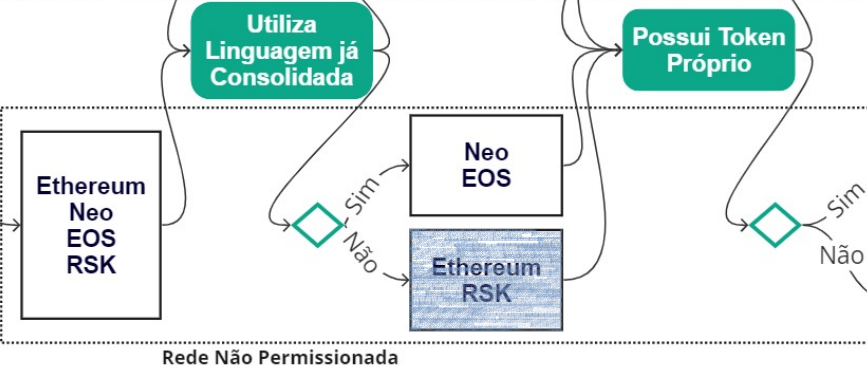 Utiliza
Linguagem já
Consolidada
Possui Token
Próprio
Ethereum
Neo
EOS
RSK
Sim
Não
Neo
EOS
Ethereum
RSK
Sim
Não
Rede Não Permissionada